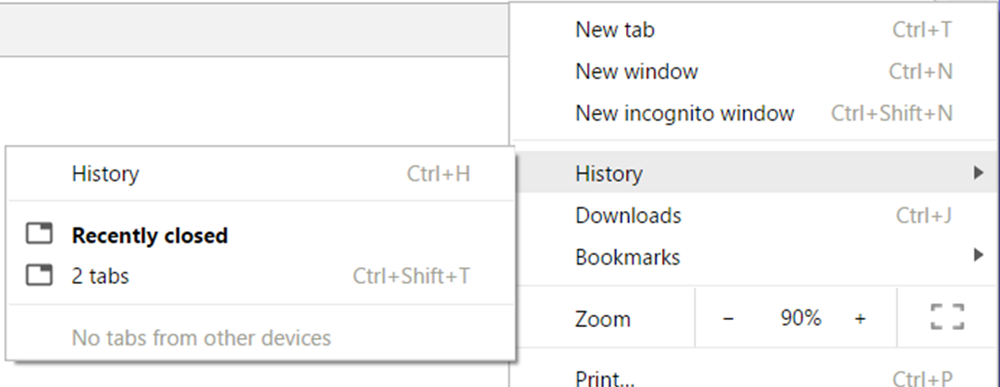 New tab Ctrl+T
New window Ctrl+N
New incognito window Ctrl+Shift+N
History
Downloads Ctrl+J
Bookmarks
Zoom − 90% +
Print... Ctrl+P
History Ctrl+H
Recently closed
2 tabs Ctrl+Shift+T
No tabs from other devices